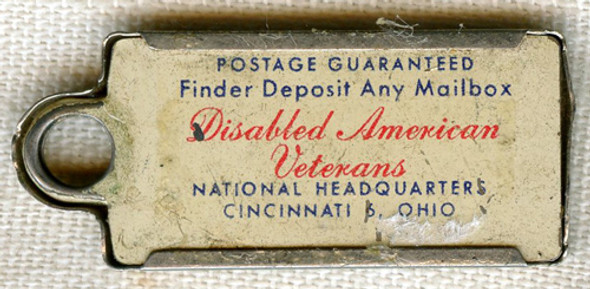 POSTAGE GUARANTEED
Finder Deposit Any Mailbox
Disabled American
Veterans
NATIONAL HEADQUARTERS
CINCINNATI 6, OHIO